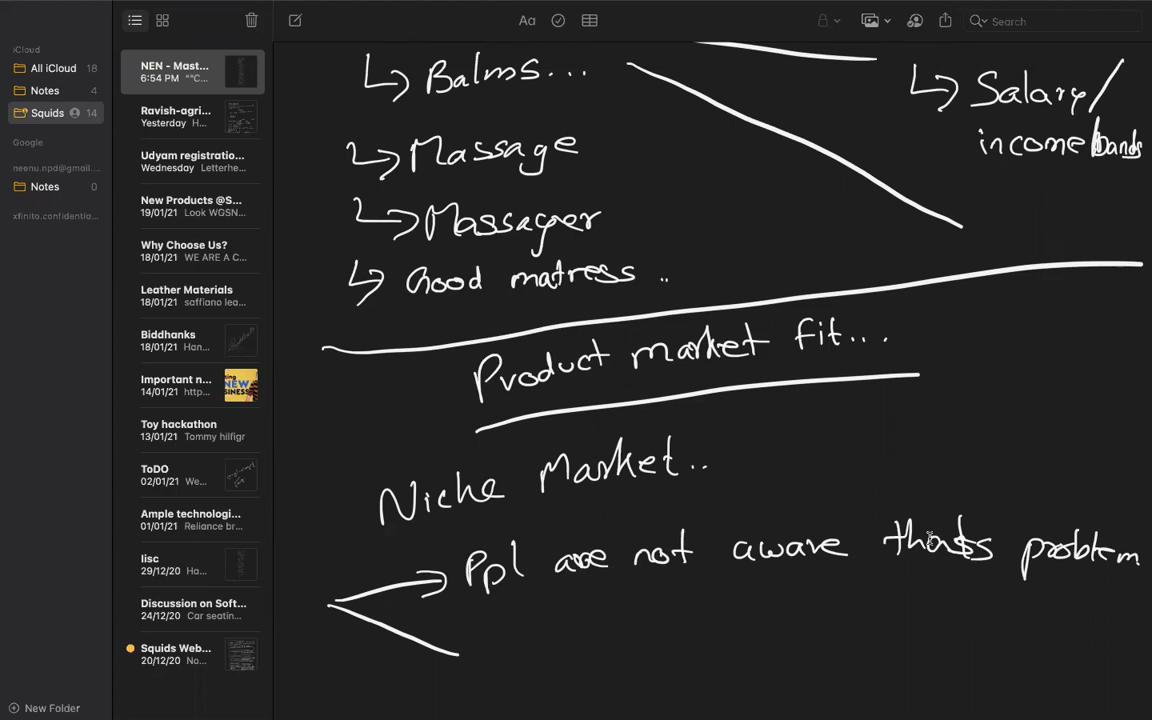 iCloud
All iCloud 18
Notes 4
Squids 14
Google
neenu.npd@gmail....
Notes 0
xfinito.confidentia...
New Folder
NEN - Mast...
6:54 PM ""C...
Ravish-agri...
Yesterday H...
Udyam registratio...
Wednesday Letterhe...
New Products @S...
19/01/21 Look WGSN...
Why Choose Us?
18/01/21 WE ARE A C...
Leather Materials
18/01/21 saffiano lea...
Biddhanks
18/01/21 Han...
Important n...
14/01/21 http...
Toy hackathon
13/01/21 Tommy hilfigr
ToDO
02/01/21 We...
Ample technologi...
01/01/21 Reliance br...
Iisc
29/12/20 Ha...
Discussion on Soft...
24/12/20 Car seatin...
Squids Web...
20/12/20 No...
Aa
Search
Balms...
Salary/
income bands
Massage
Massager
Good matress ..
Product market fit...
Niche Market..
Ppl are not aware problem